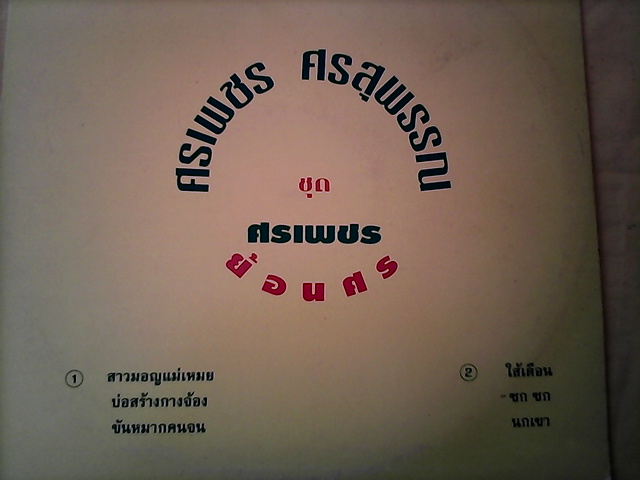 ศรเพชร ศรสุพรรณ
ชุด
ศรเพชร
ย้อนศร
1 สาวมอญแม่เหมย
บ่อสร้างกางจ้อง
ขันหมากคนจน
2 ใส้เดือน
ชก ชก
นกเขา